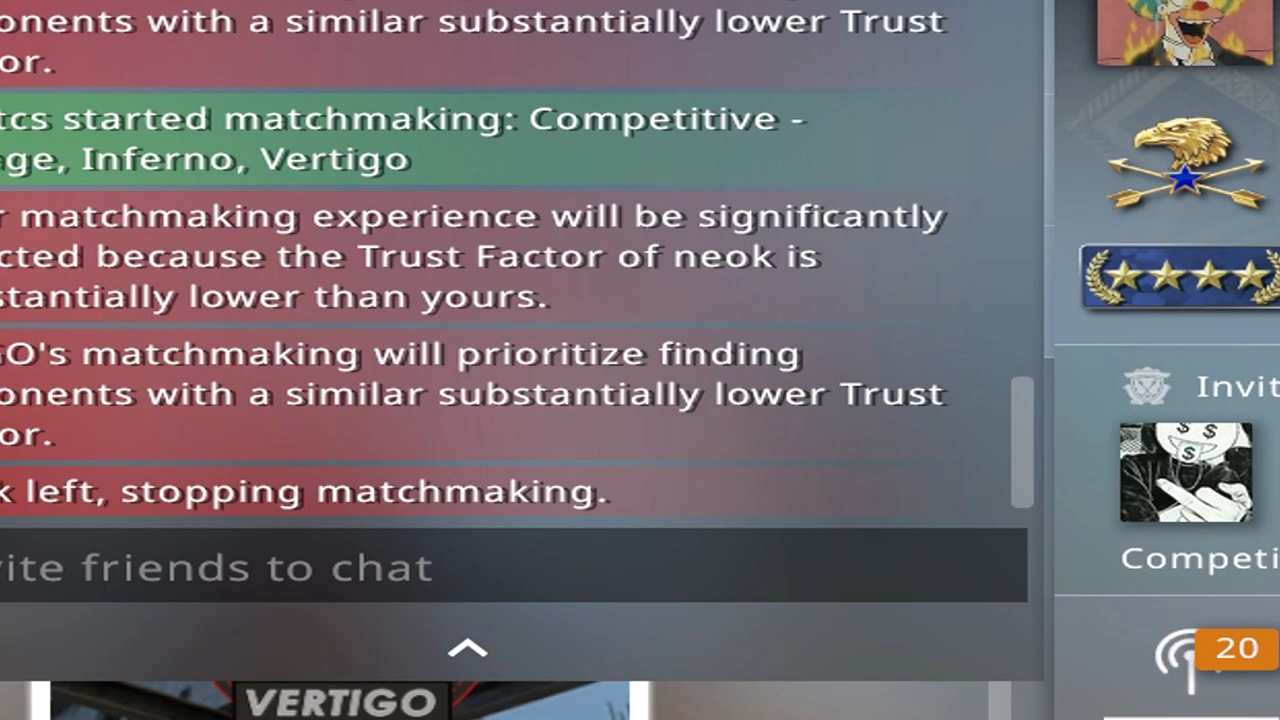 onents with a similar substantially lower Trust
or.
tcs started matchmaking: Competitive -
age, Inferno, Vertigo
r matchmaking experience will be significantly
cted because the Trust Factor of neok is
stantially lower than yours.
GO's matchmaking will prioritize finding
onents with a similar substantially lower Trust
or.
k left, stopping matchmaking.
vite friends to chat
VERTIGO
Invit
$ $
$
Competi
20